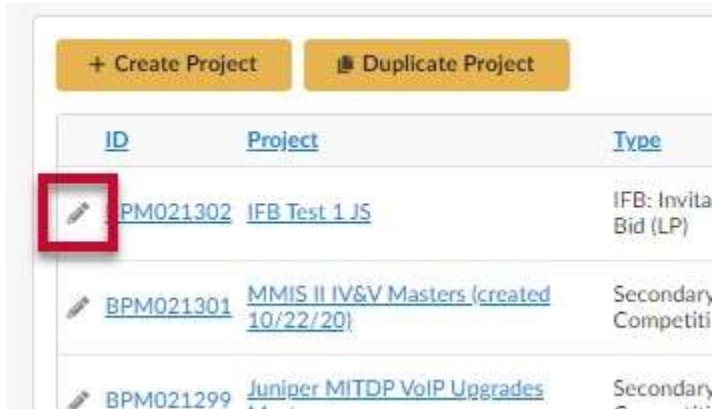 + Create Project
Duplicate Project
ID
Project
Type
BPM021302
IFB Test 1 JS
IFB: Invita
Bid (LP)
BPM021301
MMIS II IV&V Masters (created
10/22/20)
Secondary
Competiti
BPM021299
Juniper MITDP VoIP Upgrades
Secondary